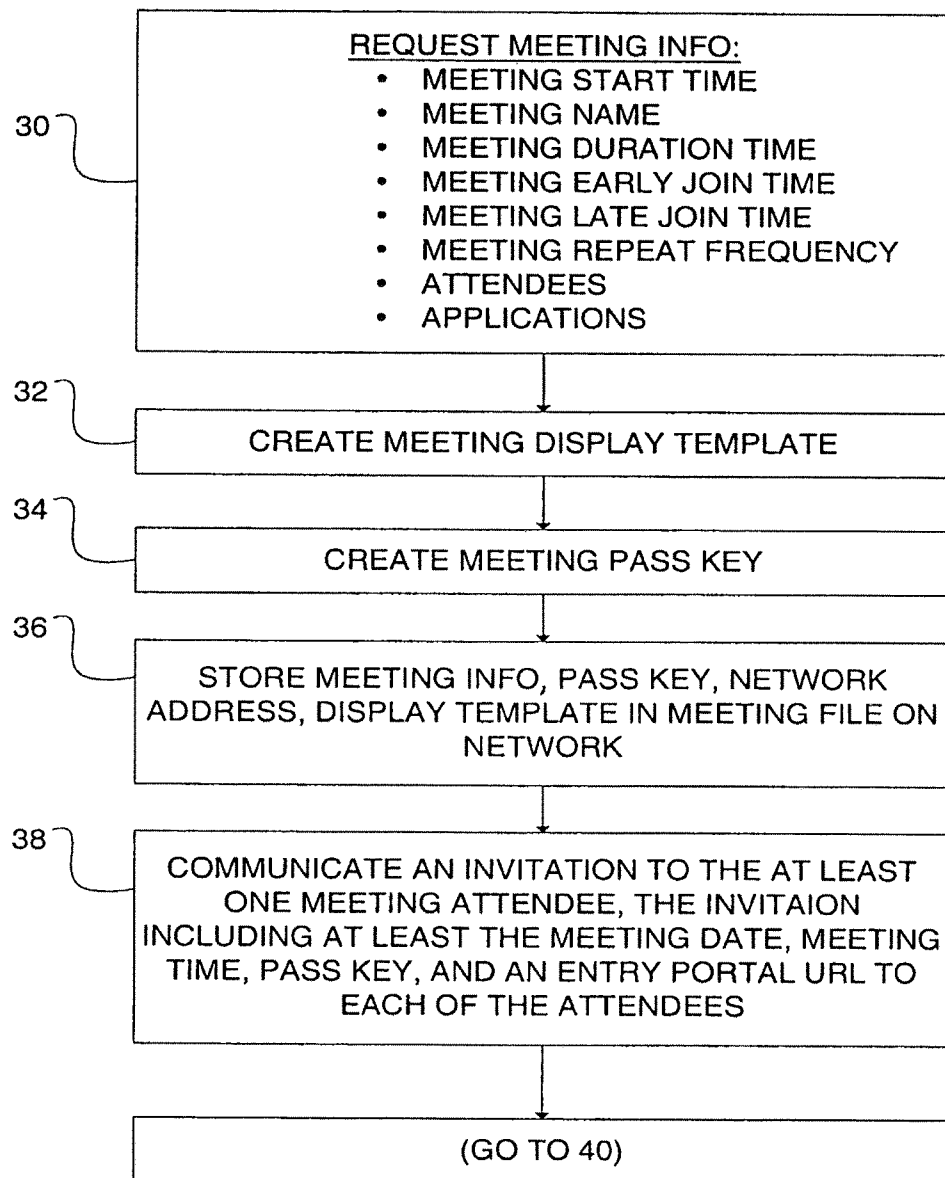 REQUEST MEETING INFO:
• MEETING START TIME
• MEETING NAME
30
• MEETING DURATION TIME
• MEETING EARLY JOIN TIME
• MEETING LATE JOIN TIME
• MEETING REPEAT FREQUENCY
• ATTENDEES
• APPLICATIONS
32
CREATE MEETING DISPLAY TEMPLATE
34
CREATE MEETING PASS KEY
36
STORE MEETING INFO, PASS KEY, NETWORK
ADDRESS, DISPLAY TEMPLATE IN MEETING FILE ON
NETWORK
38
COMMUNICATE AN INVITATION TO THE AT LEAST
ONE MEETING ATTENDEE, THE INVITAION
INCLUDING AT LEAST THE MEETING DATE, MEETING
TIME, PASS KEY, AND AN ENTRY PORTAL URL TO
EACH OF THE ATTENDEES
(GO TO 40)